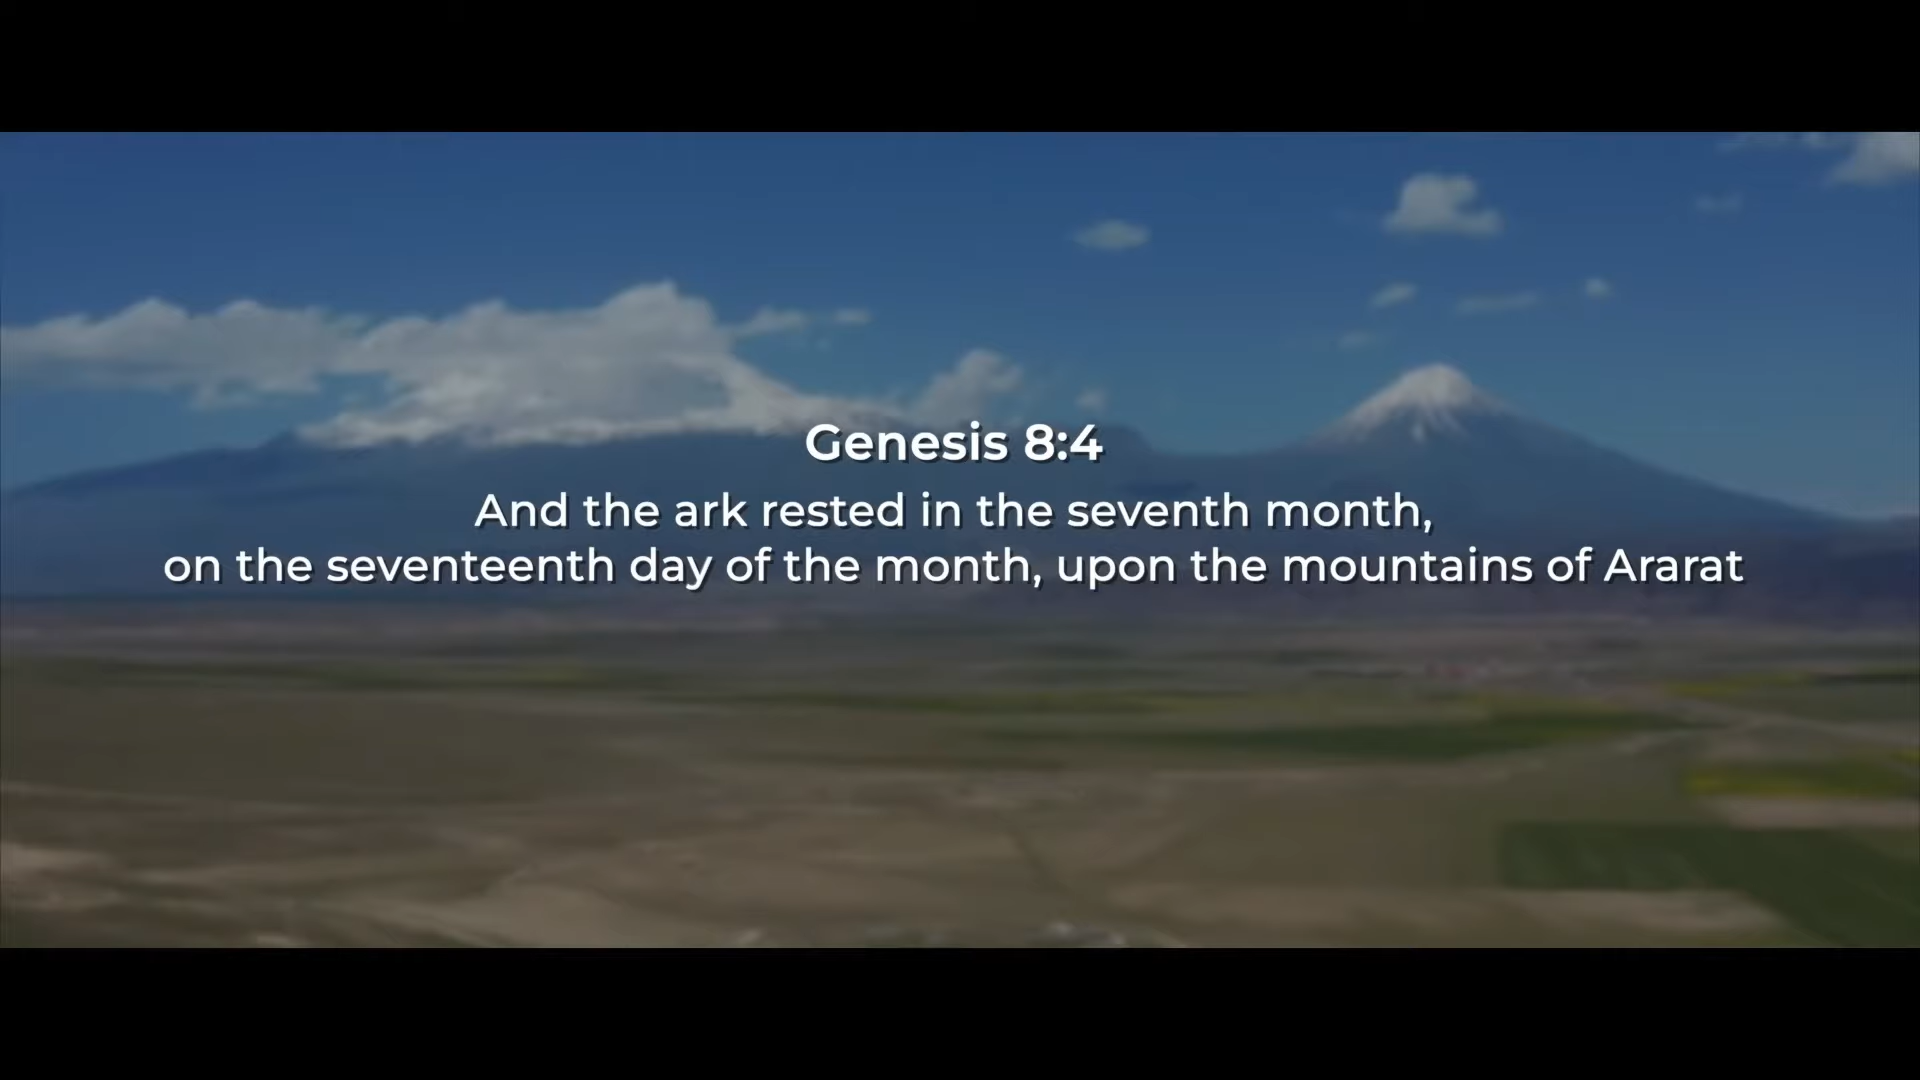 Genesis 8:4
And the ark rested in the seventh month,
on the seventeenth day of the month, upon the mountains of Ararat